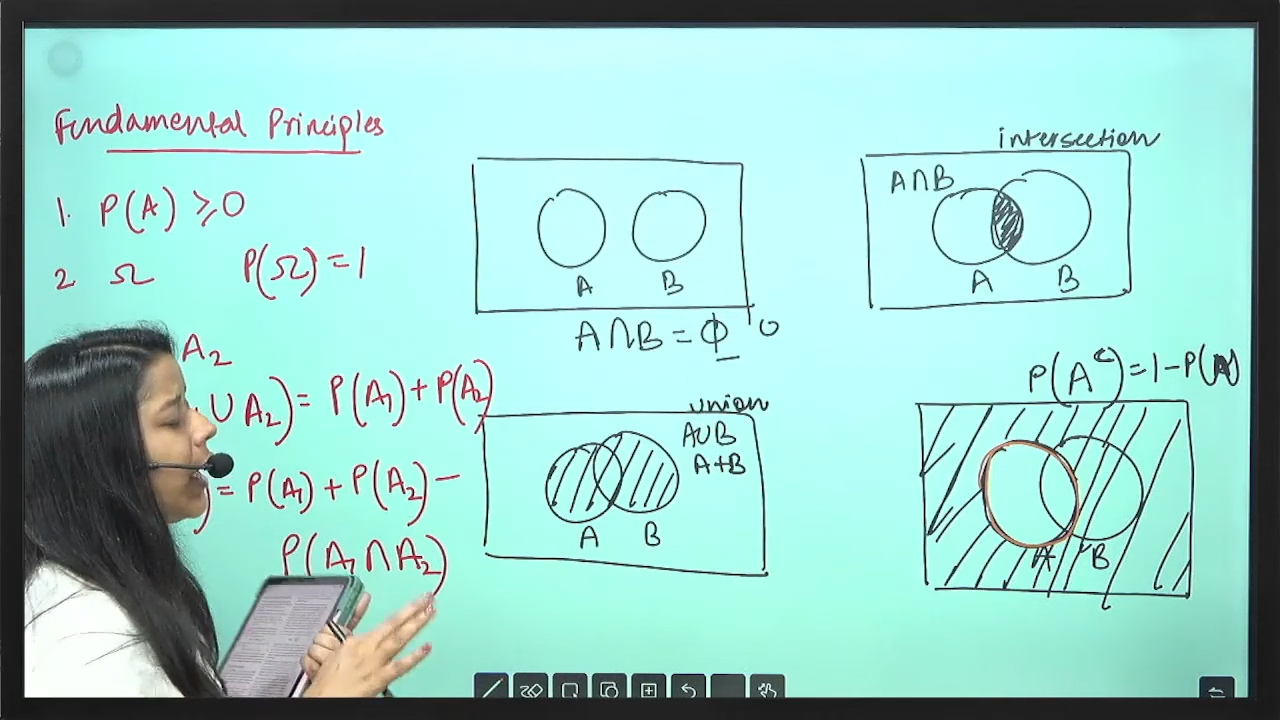 Fundamental Principles
1. P(A) ≥ 0
2. Ω P(Ω) = 1
A₂
∪ A₂) = P(A₁) + P(A₂)
) = P(A₁) + P(A₂) −
P(A₁ ∩ A₂)
A B
A∩B = ϕ 0
intersection
A∩B
A B
union
A∪B
A+B
A B
P(Aᶜ) = 1 − P(A)
A B